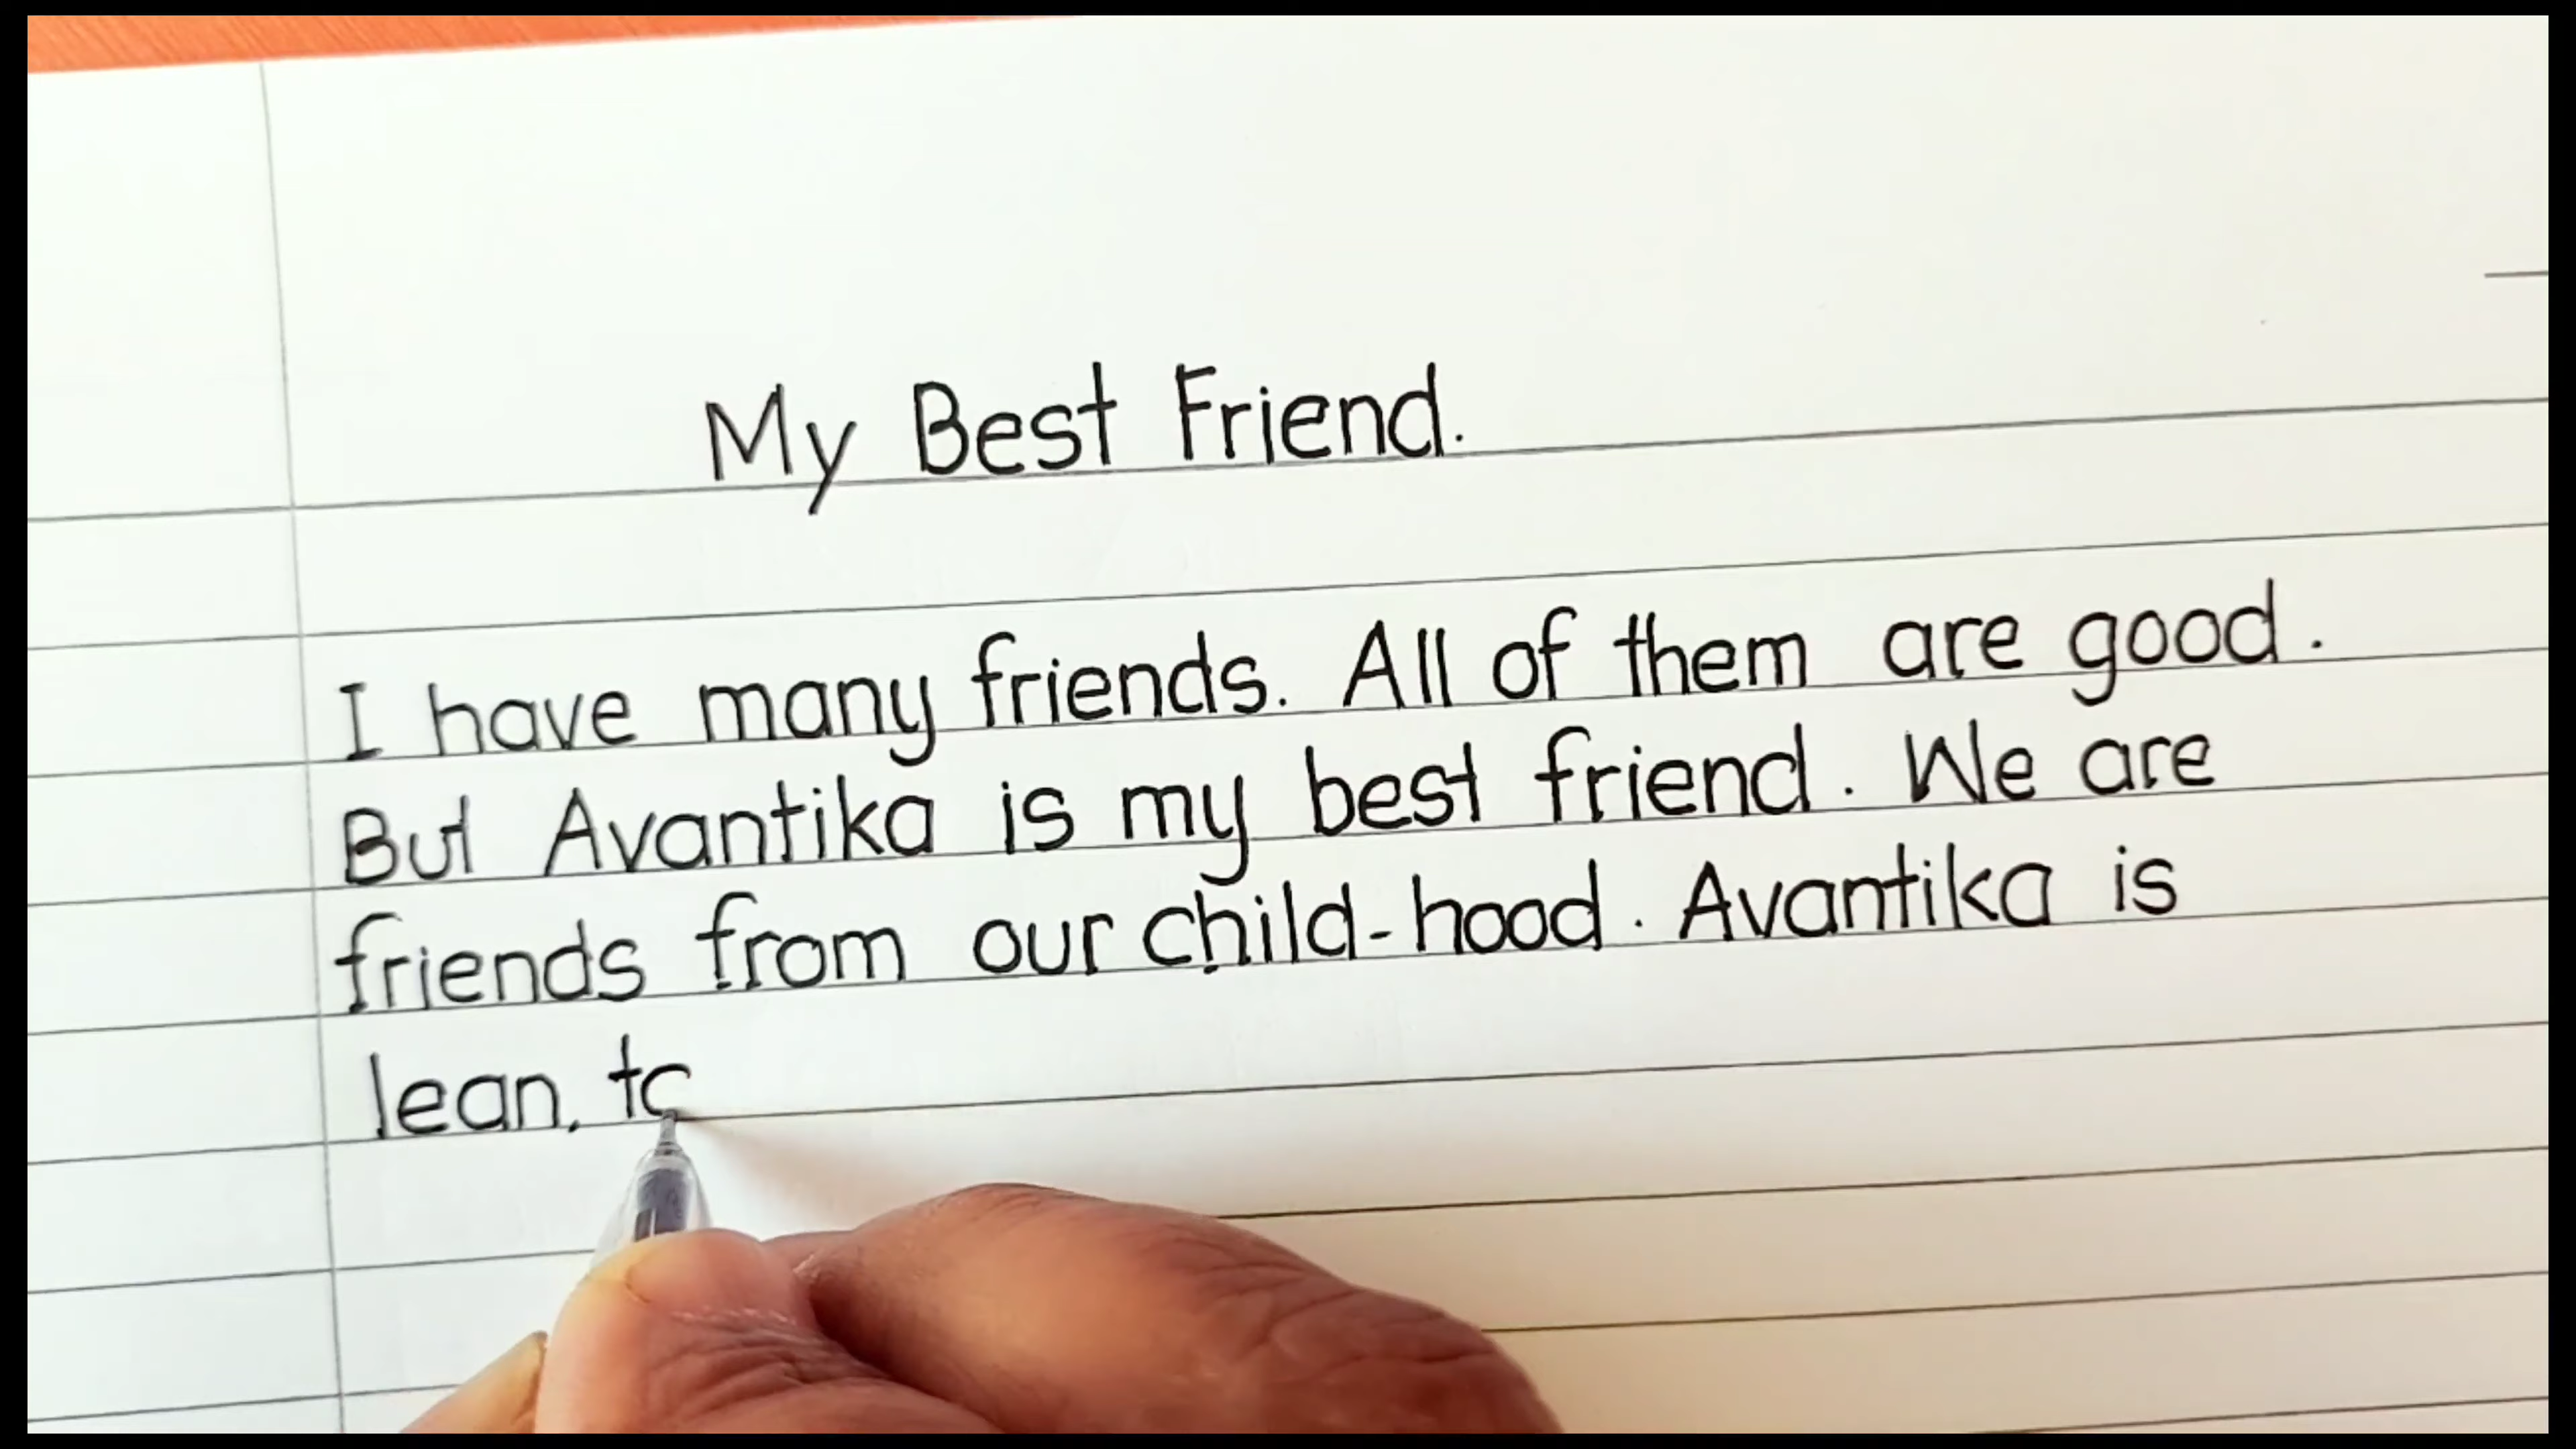 My Best Friend.
I have many friends. All of them are good.
But Avantika is my best friend. We are
friends from our child-hood. Avantika is
lean,